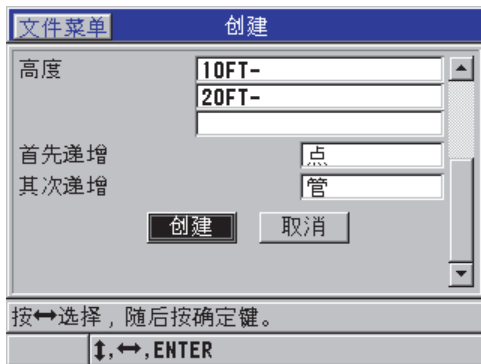 文件菜单 创建
高度 10FT-
20FT-
首先递增 点
其次递增 管
创建 取消
按↔选择，随后按确定键。
↕,↔,ENTER